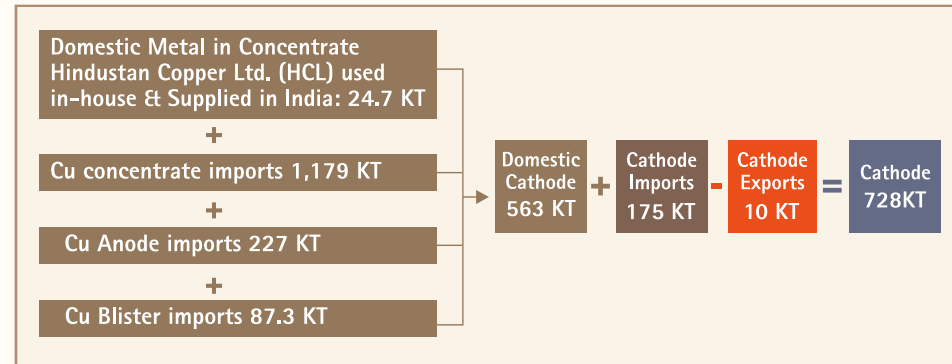 Domestic Metal in Concentrate
Hindustan Copper Ltd. (HCL) used
in-house & Supplied in India: 24.7 KT
+
Cu concentrate imports 1,179 KT
+
Cu Anode imports 227 KT
+
Cu Blister imports 87.3 KT
Domestic
Cathode
563 KT
+
Cathode
Imports
175 KT
-
Cathode
Exports
10 KT
=
Cathode
728KT